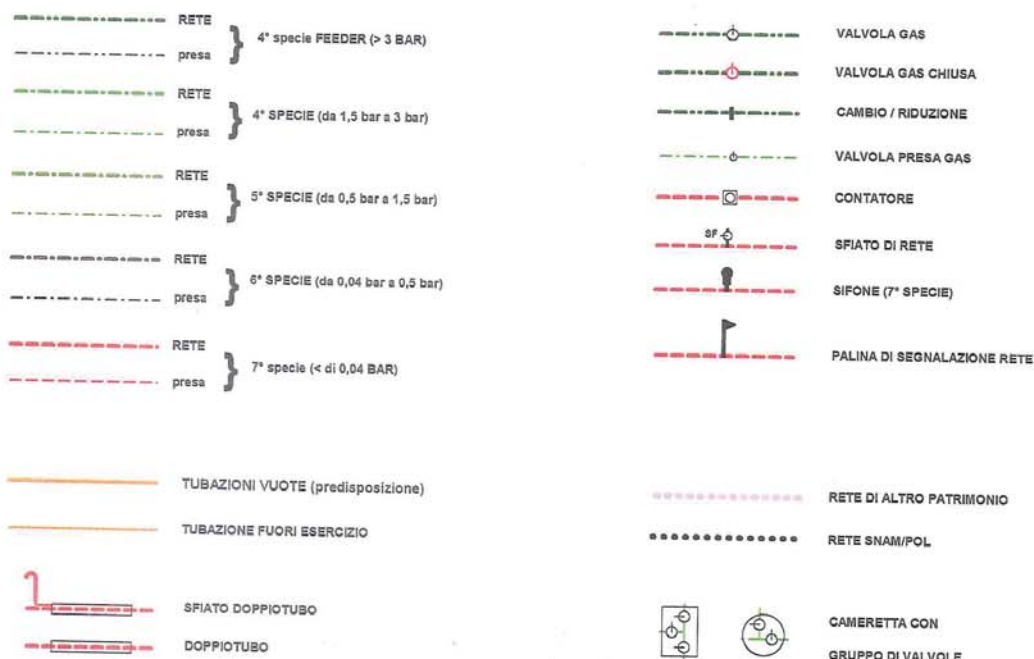 RETE
4° specie FEEDER (> 3 BAR)
presa
RETE
4° SPECIE (da 1,5 bar a 3 bar)
presa
RETE
5° SPECIE (da 0,5 bar a 1,5 bar)
presa
RETE
6° SPECIE (da 0,04 bar a 0,5 bar)
presa
RETE
7° specie (< di 0,04 BAR)
presa
TUBAZIONI VUOTE (predisposizione)
TUBAZIONE FUORI ESERCIZIO
SFIATO DOPPIOTUBO
DOPPIOTUBO
VALVOLA GAS
VALVOLA GAS CHIUSA
CAMBIO / RIDUZIONE
VALVOLA PRESA GAS
CONTATORE
SF
SFIATO DI RETE
SIFONE (7° SPECIE)
PALINA DI SEGNALAZIONE RETE
RETE DI ALTRO PATRIMONIO
RETE SNAM/POL
CAMERETTA CON
GRUPPO DI VALVOLE